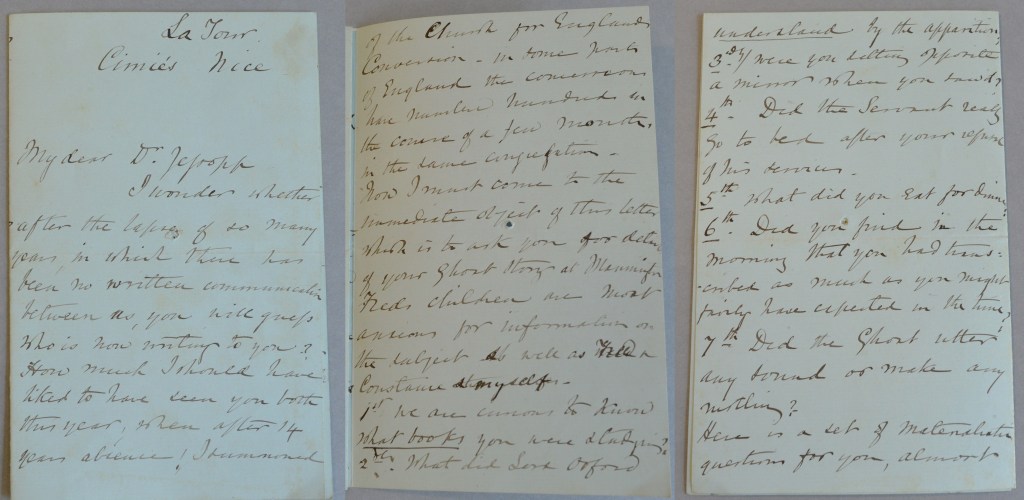 La Tour
Cimiés Nice
My dear Dr. Jessopp
I wonder whether
after the lapse of so many
years, in which there has
been no written communication
between us, you will guess
who is now writing to you?
How much I should have
liked to have seen you both
this year, when after 14
years absence! I summoned
of the Church for England's
Conversion - in some parts
of England the conversions
have number hundreds in
the course of a few months,
in the same congregation -
Now I must come to the
immediate object of this letter
which is to ask you for details
of your Ghost Story at Mannington
Freds children are most
anxious for information on
the subject as well as Fred
Constance & myself -
1st we are curious to know
what books you were studying?
2nd. What did Lord Orford
understand by the apparition,
3rd were you sitting opposite
a mirror when you saw it,
4th. Did the Servant really
Go to bed after your refusal
of his services -
5th What did you Eat for dinner
6th. Did you find in the
morning that you had trans-
-cribed as much as you might
fairly have expected in the time,
7th Did the Ghost utter
any sound or make any
rustling?
Here is a set of materialistic
questions for you, almost